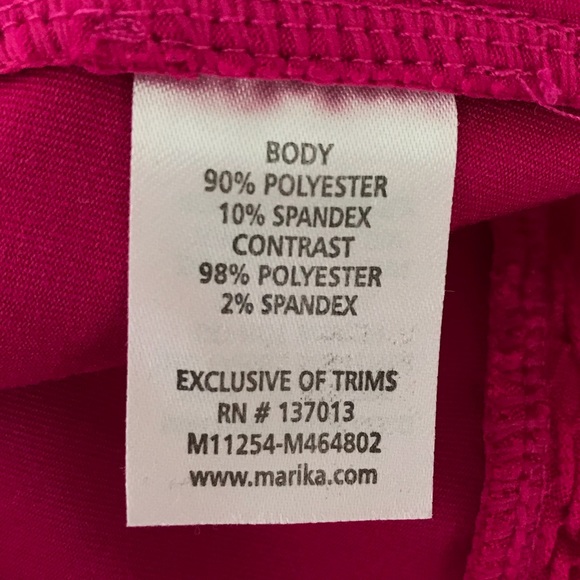 BODY
90% POLYESTER
10% SPANDEX
CONTRAST
98% POLYESTER
2% SPANDEX
EXCLUSIVE OF TRIMS
RN # 137013
M11254-M464802
www.marika.com